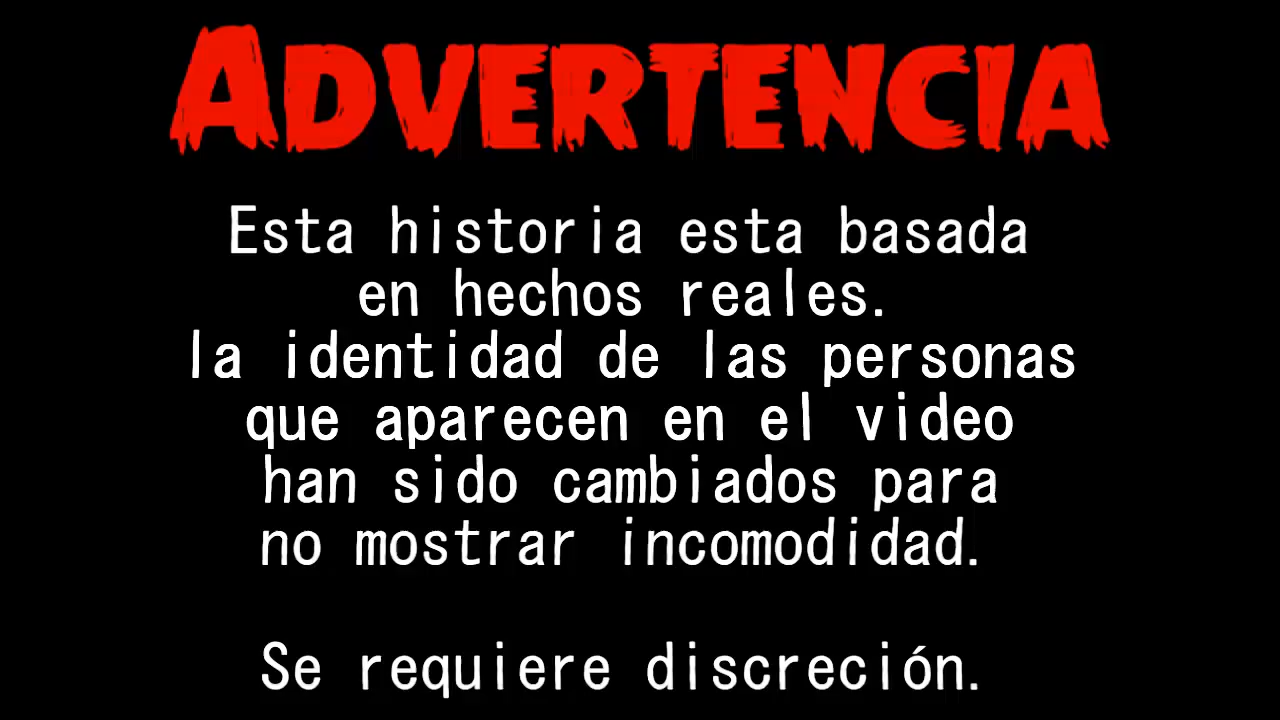 ADVERTENCIA
Esta historia esta basada
en hechos reales.
la identidad de las personas
que aparecen en el video
han sido cambiados para
no mostrar incomodidad.
Se requiere discreción.